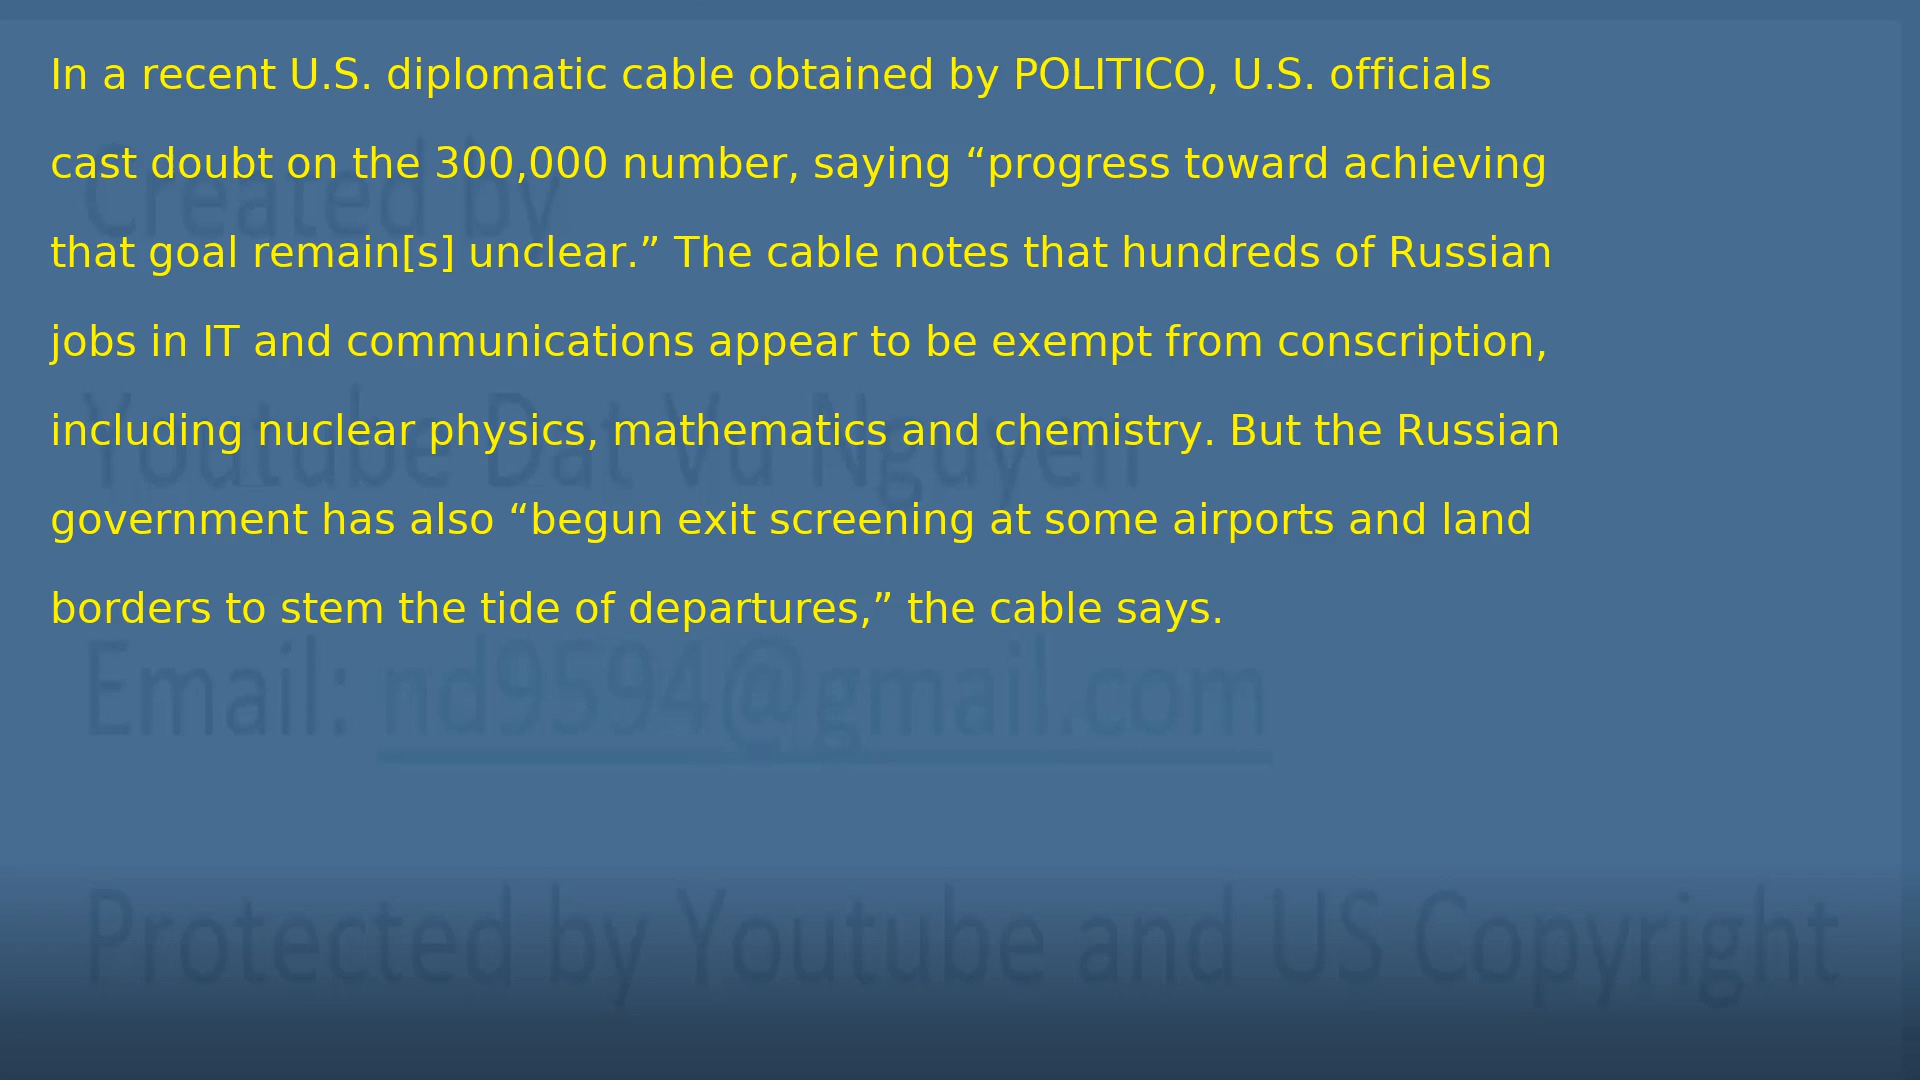 In a recent U.S. diplomatic cable obtained by POLITICO, U.S. officials
cast doubt on the 300,000 number, saying “progress toward achieving
Created by
that goal remain[s] unclear.” The cable notes that hundreds of Russian
jobs in IT and communications appear to be exempt from conscription,
including nuclear physics, mathematics and chemistry. But the Russian
Youtube Dat Vu Nguyen
government has also “begun exit screening at some airports and land
borders to stem the tide of departures,” the cable says.
Email: nd9594@gmail.com
Protected by Youtube and US Copyright